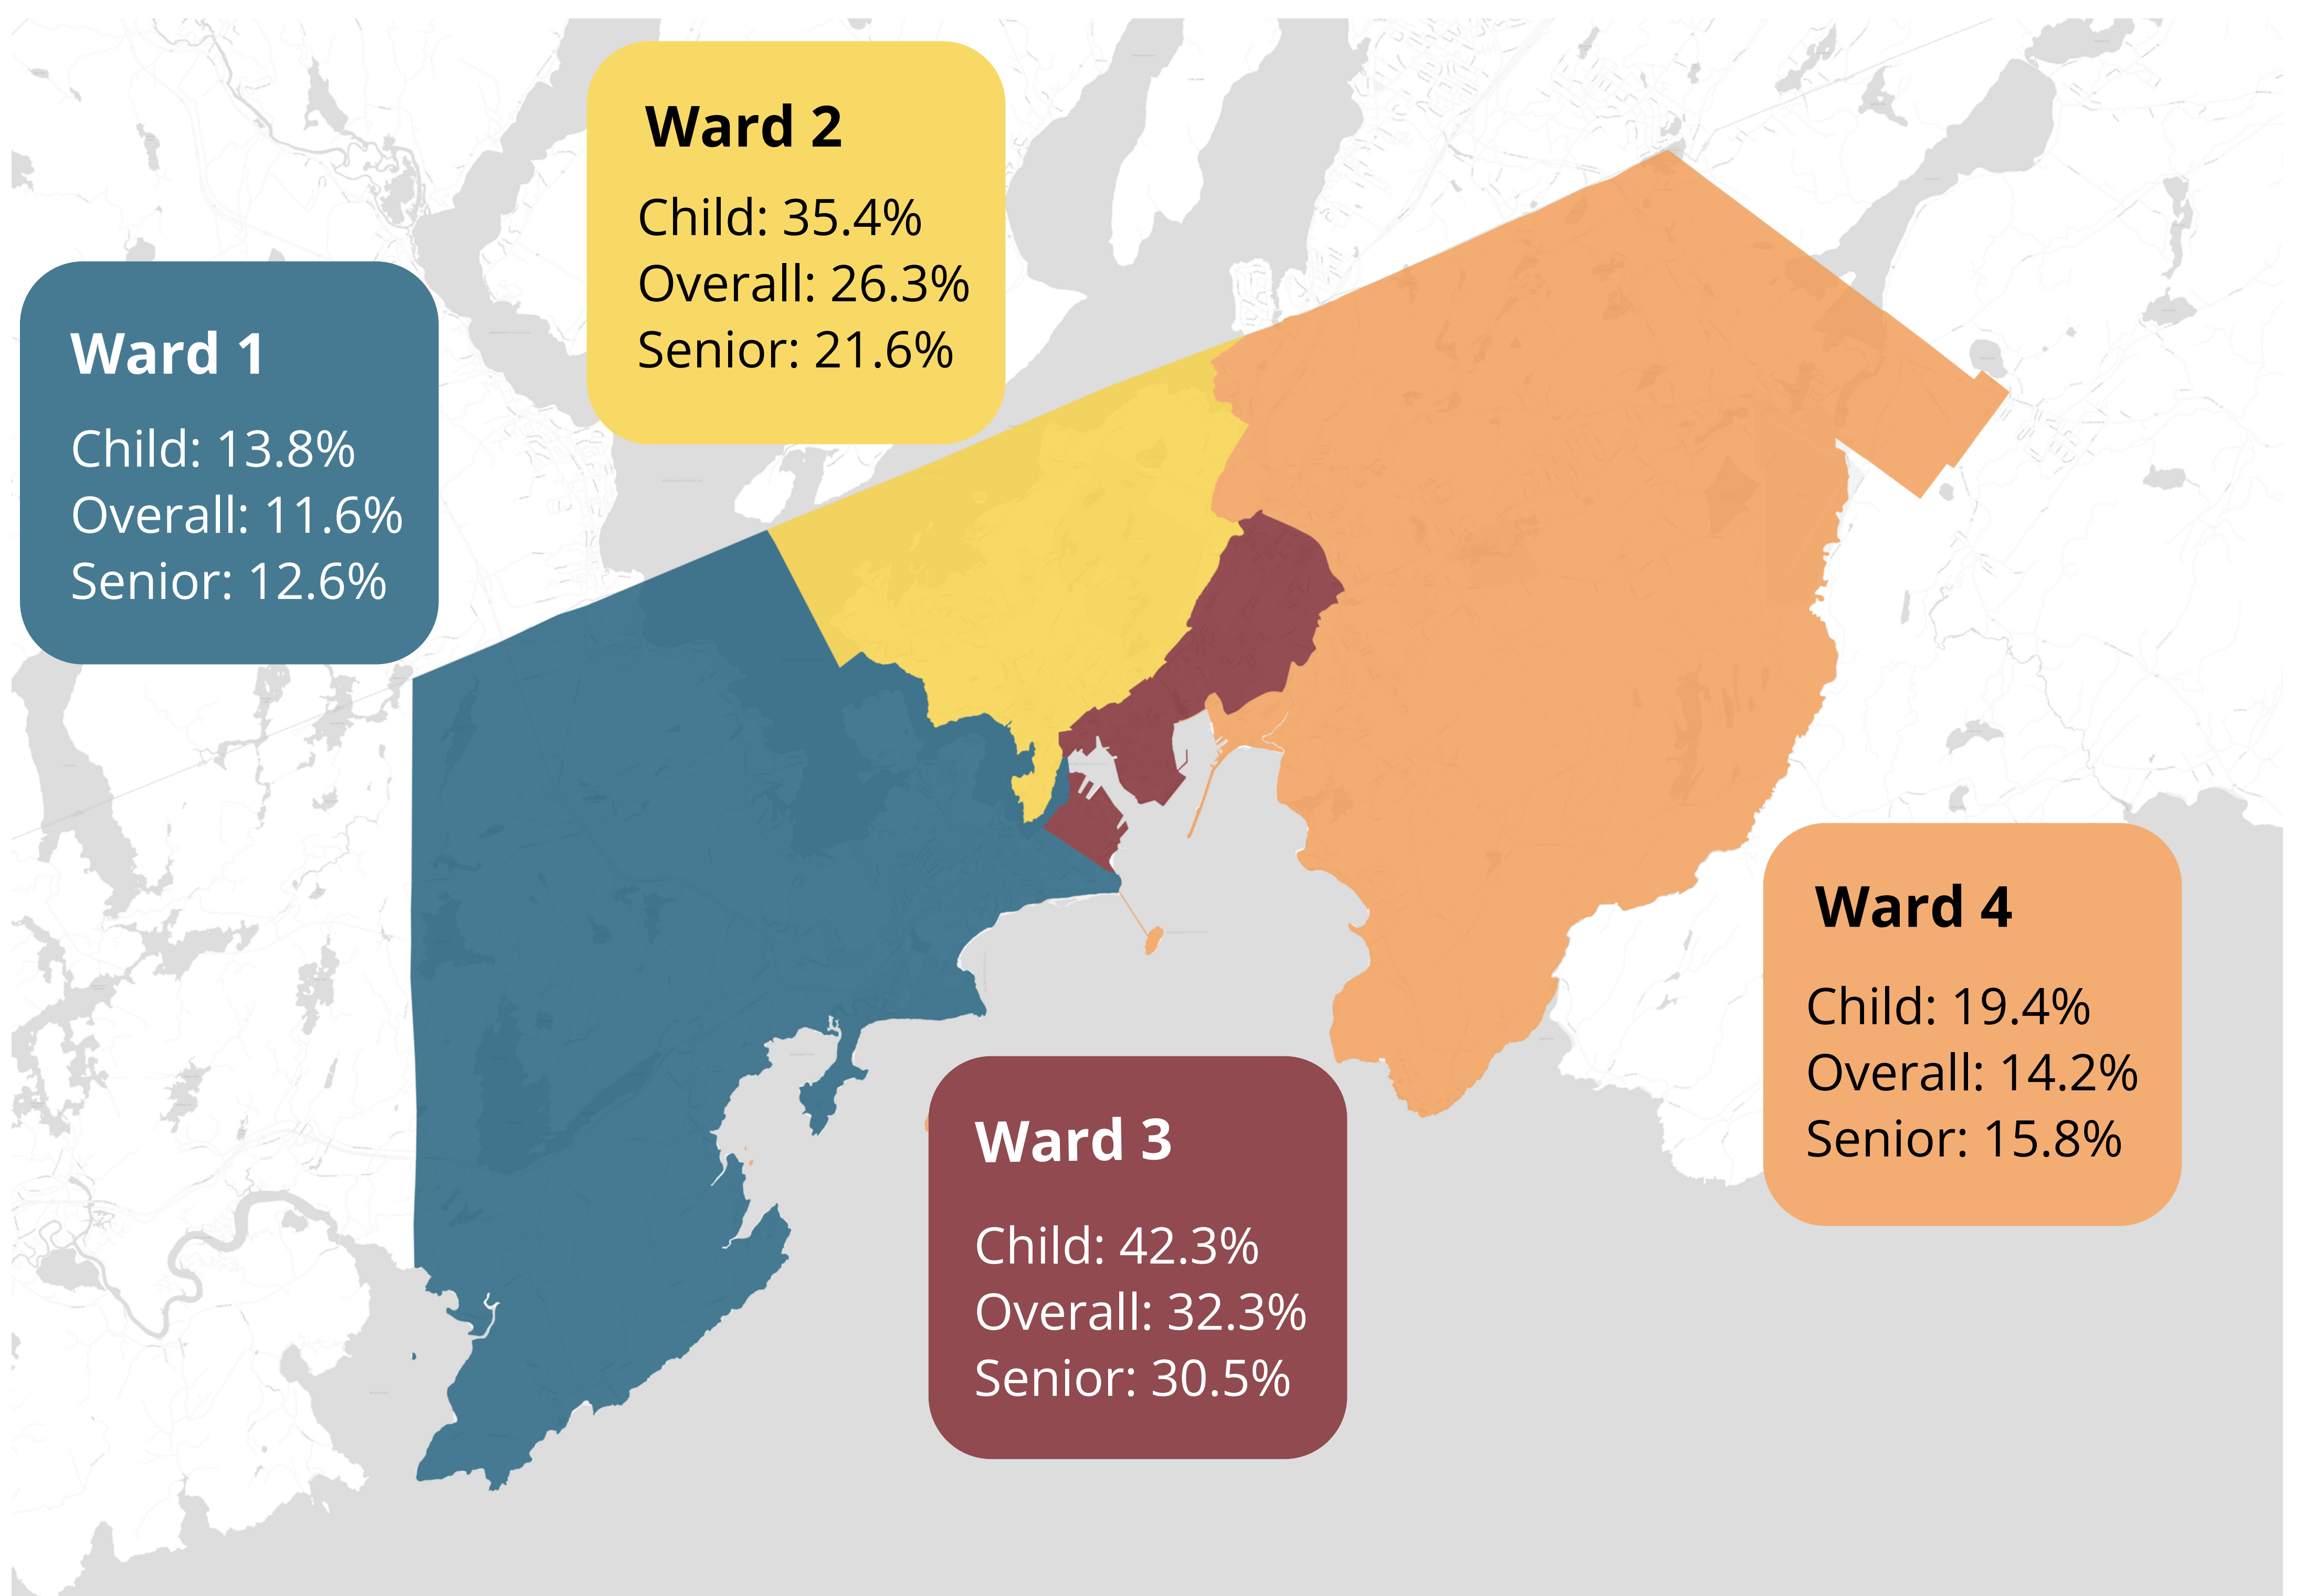 Ward 2
Child: 35.4%
Overall: 26.3%
Senior: 21.6%
Ward 1
Child: 13.8%
Overall: 11.6%
Senior: 12.6%
Ward 4
Child: 19.4%
Overall: 14.2%
Senior: 15.8%
Ward 3
Child: 42.3%
Overall: 32.3%
Senior: 30.5%